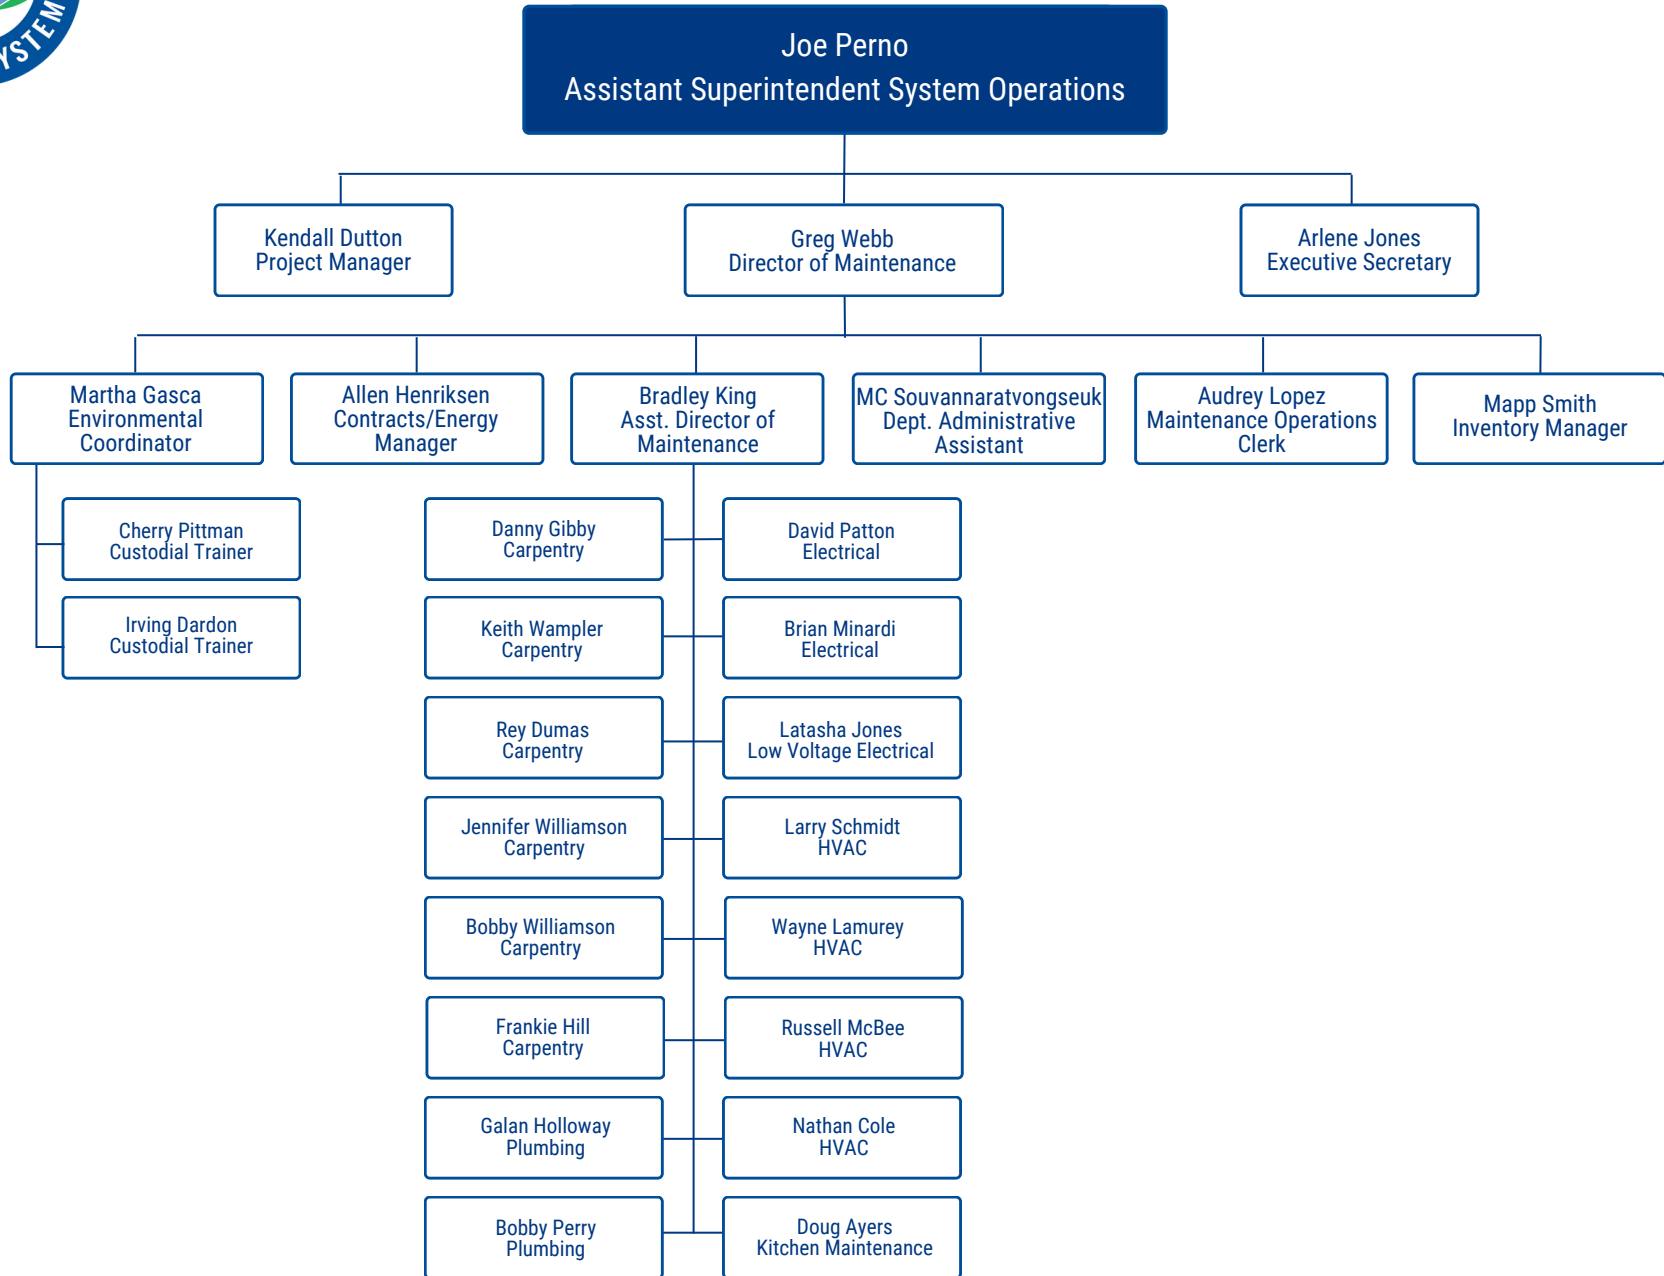 YSTEM
Joe Perno
Assistant Superintendent System Operations
Kendall Dutton
Project Manager
Greg Webb
Director of Maintenance
Arlene Jones
Executive Secretary
Martha Gasca
Environmental
Coordinator
Allen Henriksen
Contracts/Energy
Manager
Bradley King
Asst. Director of
Maintenance
MC Souvannaratvongseuk
Dept. Administrative
Assistant
Audrey Lopez
Maintenance Operations
Clerk
Mapp Smith
Inventory Manager
Cherry Pittman
Custodial Trainer
Irving Dardon
Custodial Trainer
Danny Gibby
Carpentry
David Patton
Electrical
Keith Wampler
Carpentry
Brian Minardi
Electrical
Rey Dumas
Carpentry
Latasha Jones
Low Voltage Electrical
Jennifer Williamson
Carpentry
Larry Schmidt
HVAC
Bobby Williamson
Carpentry
Wayne Lamurey
HVAC
Frankie Hill
Carpentry
Russell McBee
HVAC
Galan Holloway
Plumbing
Nathan Cole
HVAC
Bobby Perry
Plumbing
Doug Ayers
Kitchen Maintenance